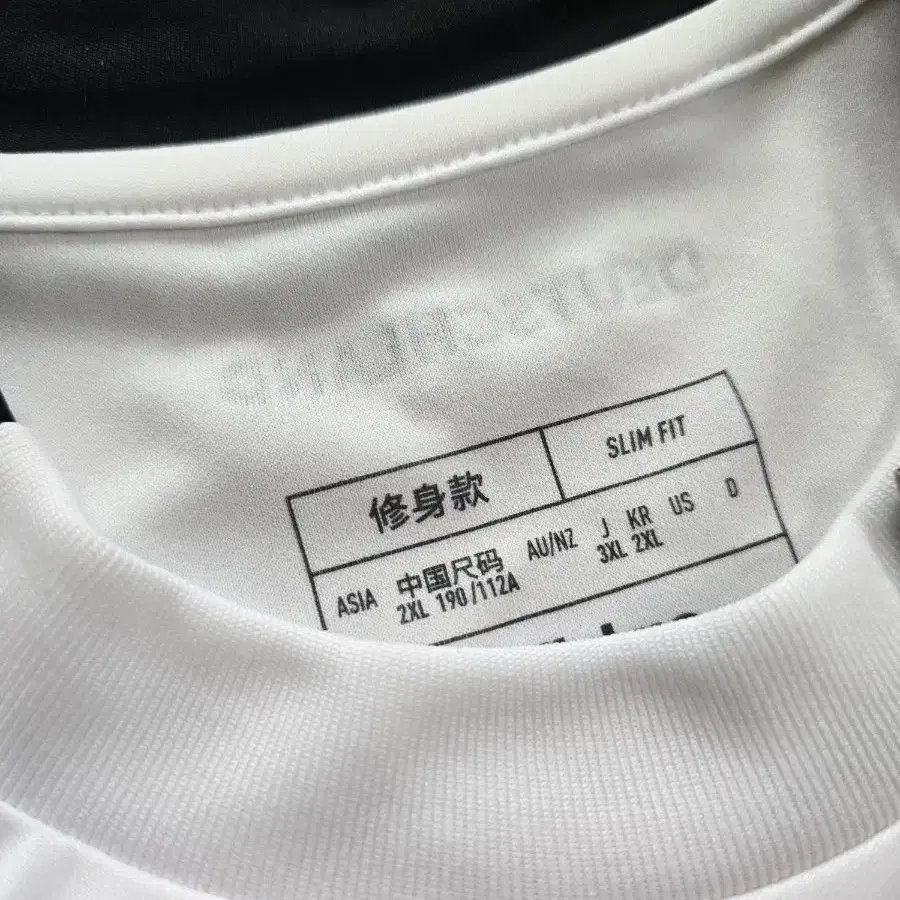 DEUTSCHLAND
修身款 SLIM FIT
ASIA 中国尺码 AU/NZ J KR US D
2XL 190/112A 3XL 2XL